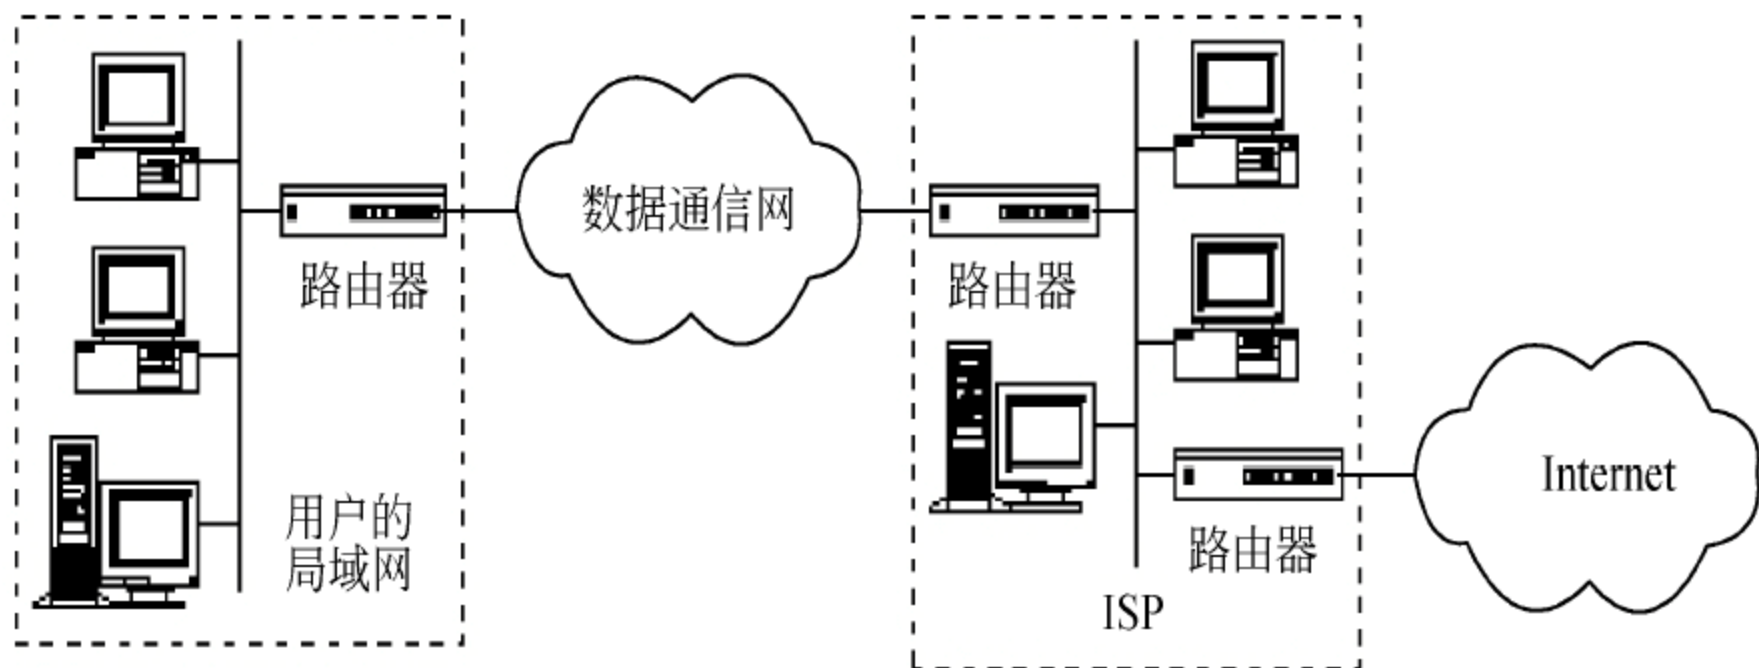 数据通信网
路由器
路由器
用户的
局域网
Internet
路由器
ISP